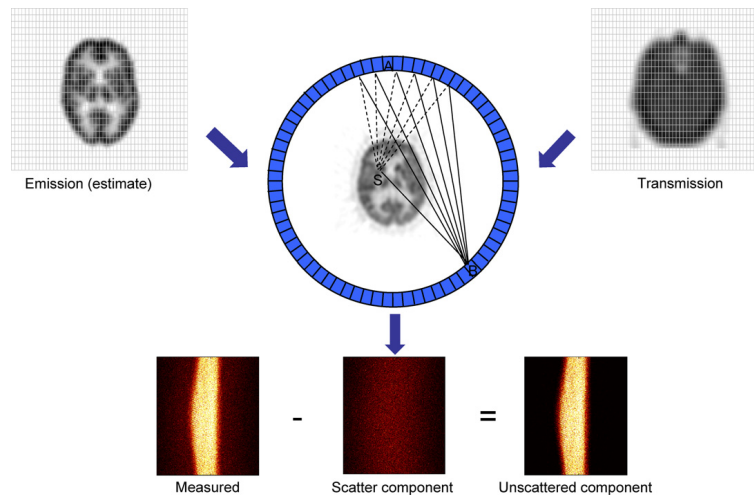 A
S
B
Emission (estimate)
Transmission
- =
Measured
Scatter component
Unscattered component